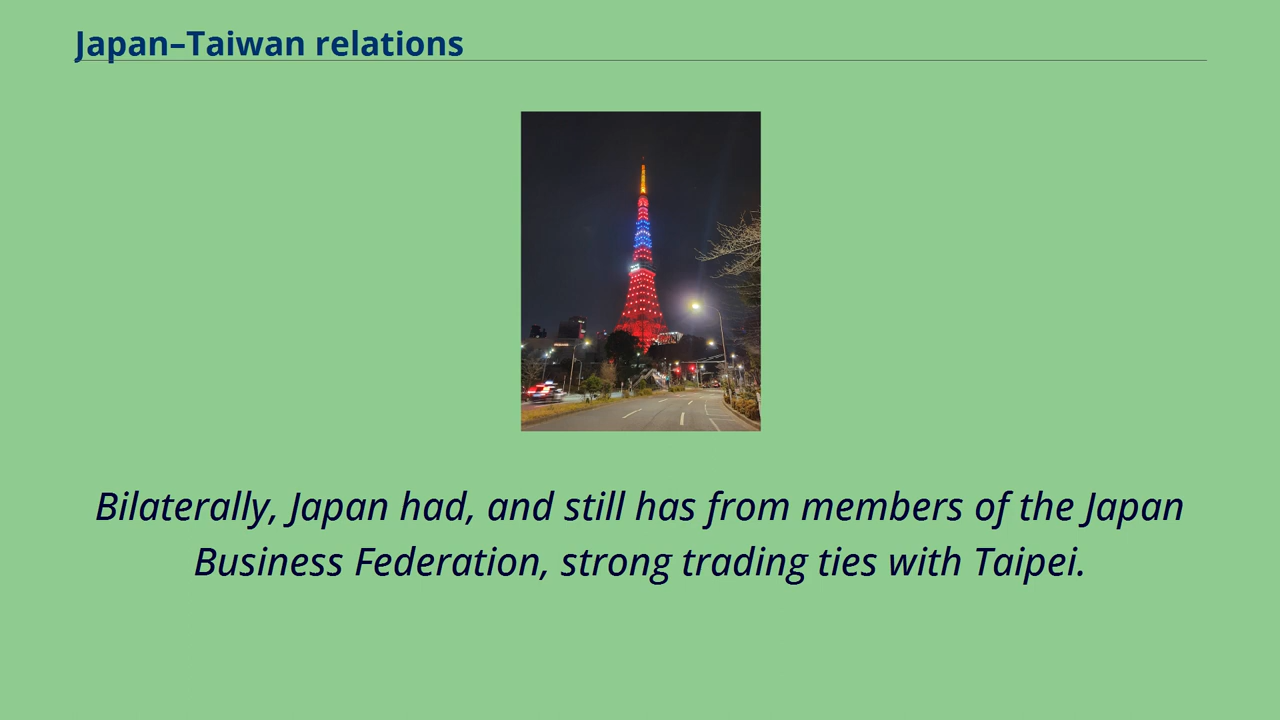 Japan–Taiwan relations
Bilaterally, Japan had, and still has from members of the Japan
Business Federation, strong trading ties with Taipei.